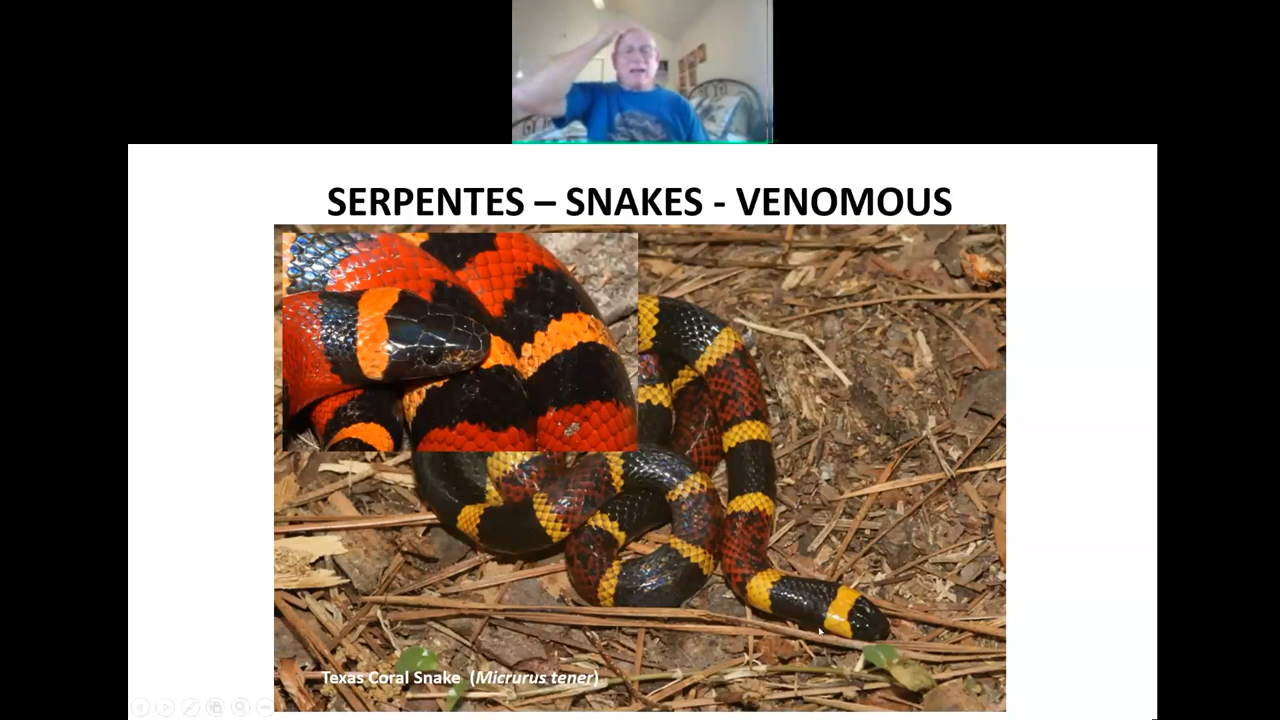 SERPENTES – SNAKES - VENOMOUS
Texas Coral Snake (Micrurus tener)